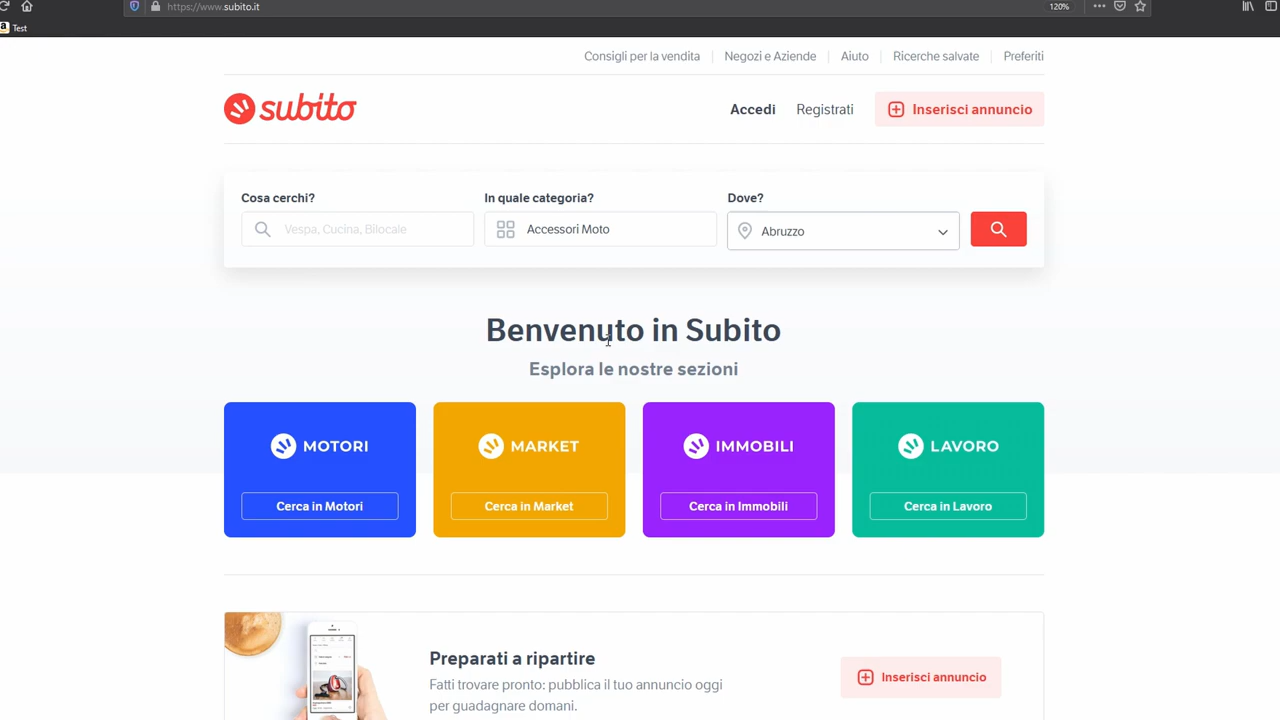 https://www.subito.it
120%
Test
Consigli per la vendita
Negozi e Aziende
Aiuto
Ricerche salvate
Preferiti
subito
Accedi
Registrati
Inserisci annuncio
Cosa cerchi?
In quale categoria?
Dove?
Vespa, Cucina, Bilocale
Accessori Moto
Abruzzo
Benvenuto in Subito
Esplora le nostre sezioni
MOTORI
MARKET
IMMOBILI
LAVORO
Cerca in Motori
Cerca in Market
Cerca in Immobili
Cerca in Lavoro
Preparati a ripartire
Fatti trovare pronto: pubblica il tuo annuncio oggi
per guadagnare domani.
Inserisci annuncio